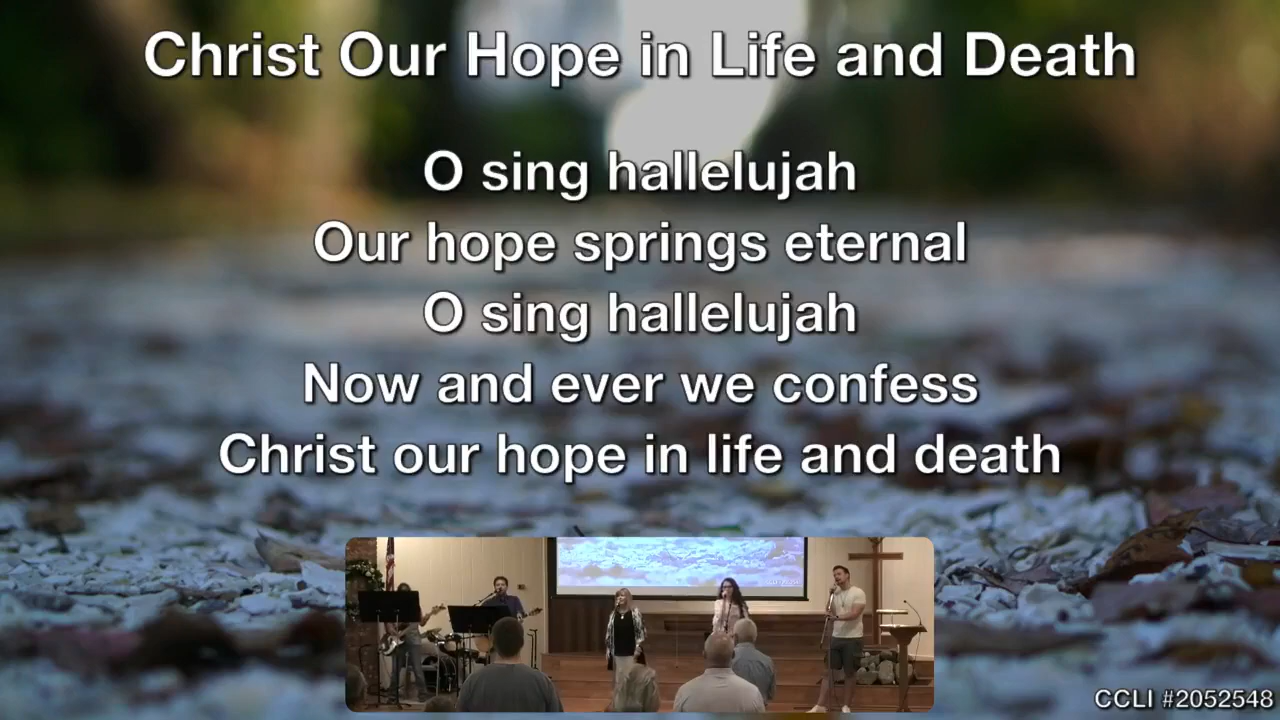 Christ Our Hope in Life and Death
O sing hallelujah
Our hope springs eternal
O sing hallelujah
Now and ever we confess
Christ our hope in life and death
CCLI #2052548